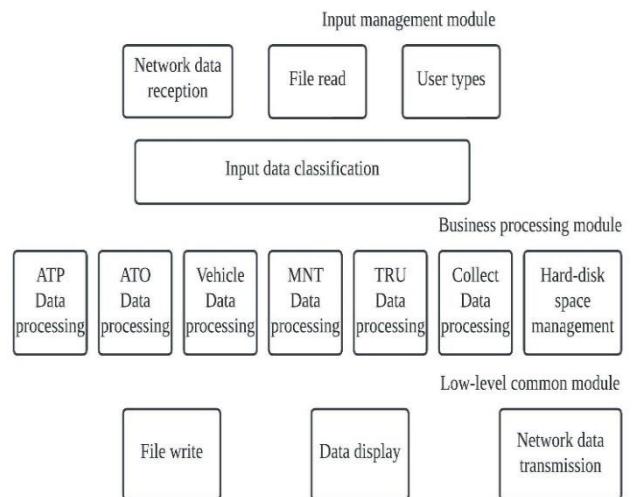 Input management module
Network data
reception
File read
User types
Input data classification
Business processing module
ATP
Data
processing
ATO
Data
processing
Vehicle
Data
processing
MNT
Data
processing
TRU
Data
processing
Collect
Data
processing
Hard-disk
space
management
Low-level common module
File write
Data display
Network data
transmission